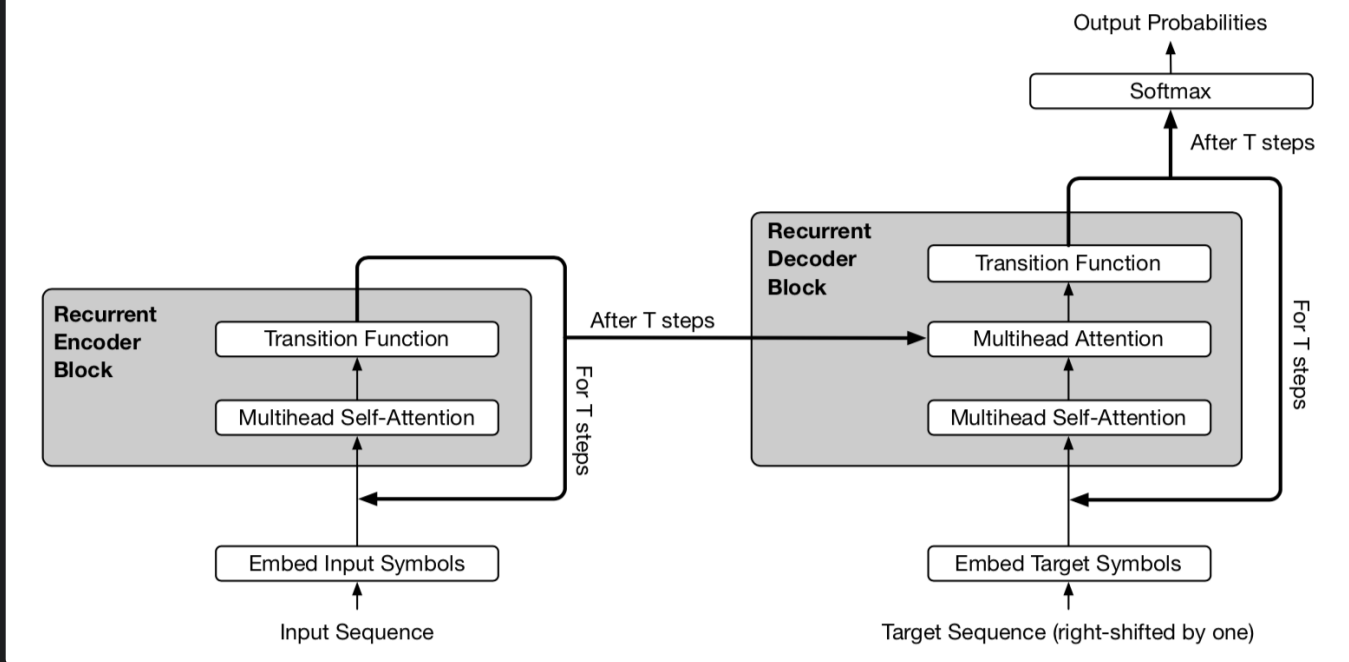 Output Probabilities
Softmax
After T steps
Recurrent
Decoder
Block
Transition Function
Multihead Attention
Multihead Self-Attention
For T steps
Embed Target Symbols
Target Sequence (right-shifted by one)
After T steps
Recurrent
Encoder
Block
Transition Function
Multihead Self-Attention
For T steps
Embed Input Symbols
Input Sequence